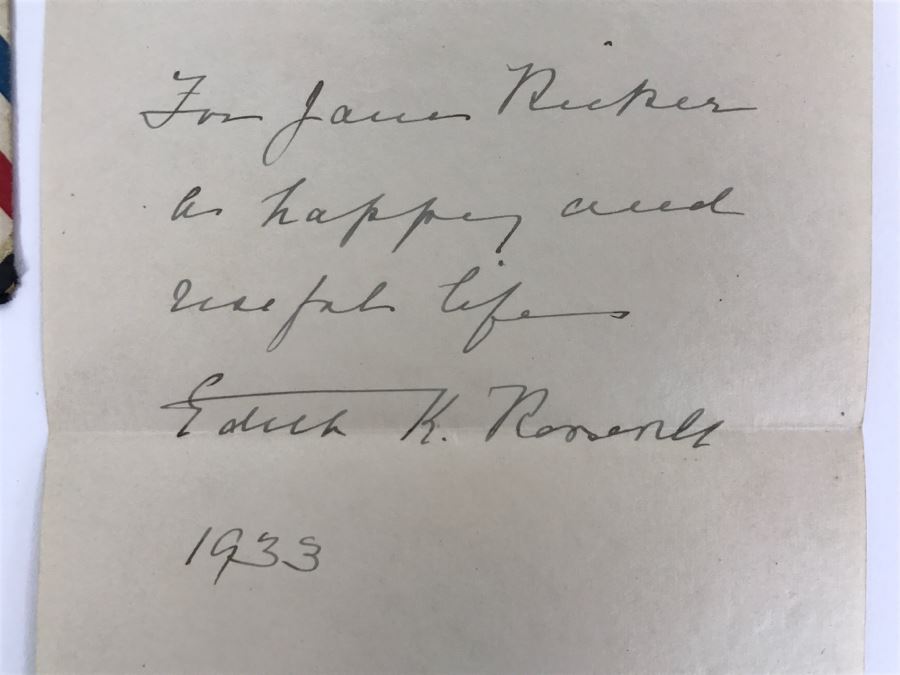 For Jane Ricker
a happy and
useful life
Edith K. Roosevelt
1933